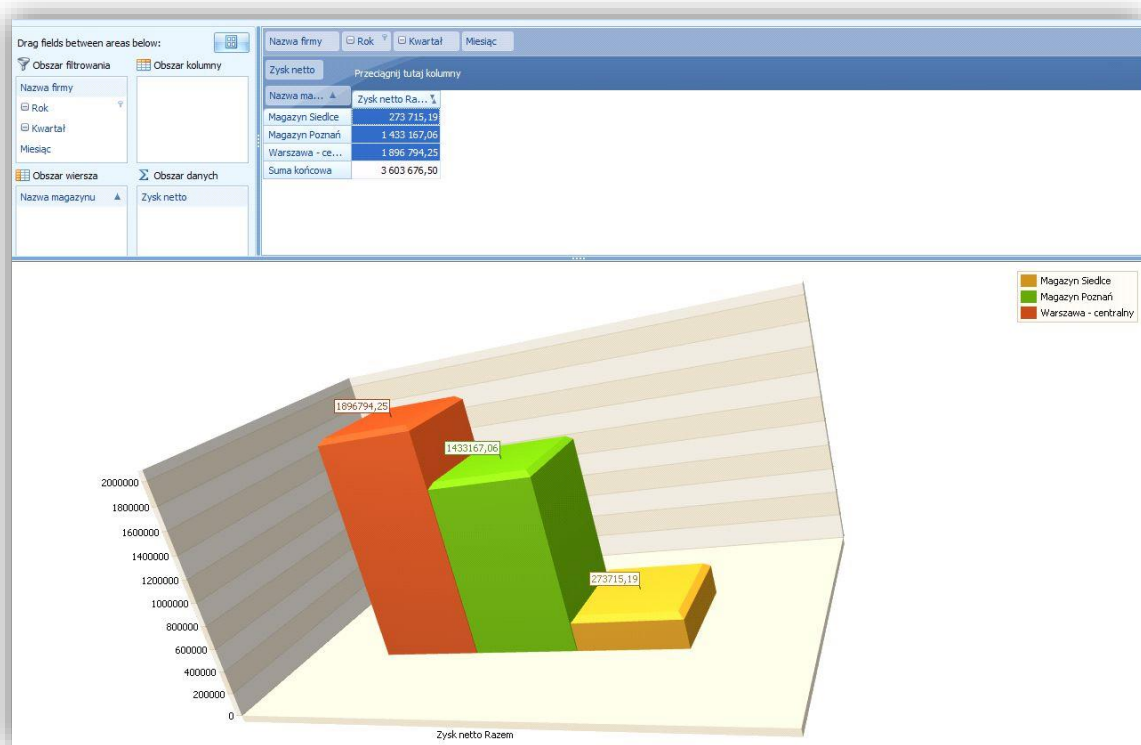 Drag fields between areas below:
Obszar filtrowania
Obszar kolumny
Nazwa firmy
Rok
Kwartał
Miesiąc
Obszar wiersza
Obszar danych
Nazwa magazynu
Zysk netto
Nazwa firmy Rok Kwartał Miesiąc
Zysk netto Przeciągnij tutaj kolumny
Nazwa ma... Zysk netto Ra...
Magazyn Siedlce 273 715,19
Magazyn Poznań 1 433 167,06
Warszawa - ce... 1 896 794,25
Suma końcowa 3 603 676,50
Magazyn Siedlce
Magazyn Poznań
Warszawa - centralny
1896794,25
1433167,06
273715,19
2000000
1800000
1600000
1400000
1200000
1000000
800000
600000
400000
200000
0
Zysk netto Razem